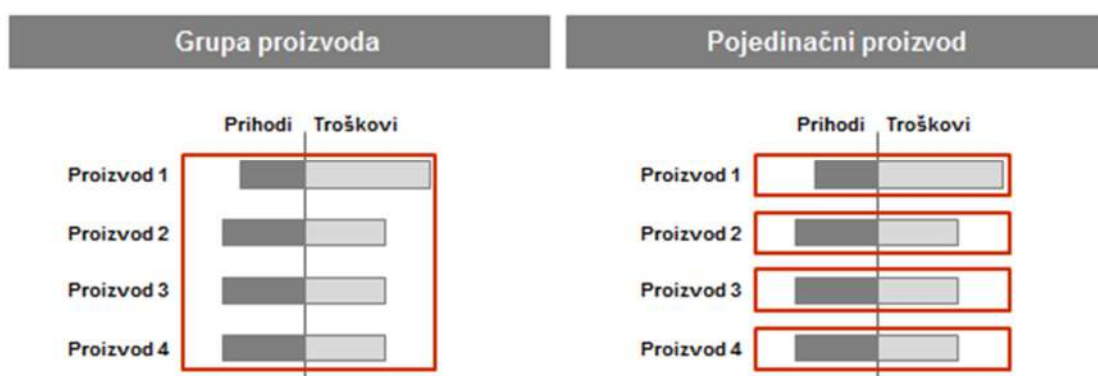 Grupa proizvoda
Prihodi Troškovi
Proizvod 1
Proizvod 2
Proizvod 3
Proizvod 4
Pojedinačni proizvod
Prihodi Troškovi
Proizvod 1
Proizvod 2
Proizvod 3
Proizvod 4